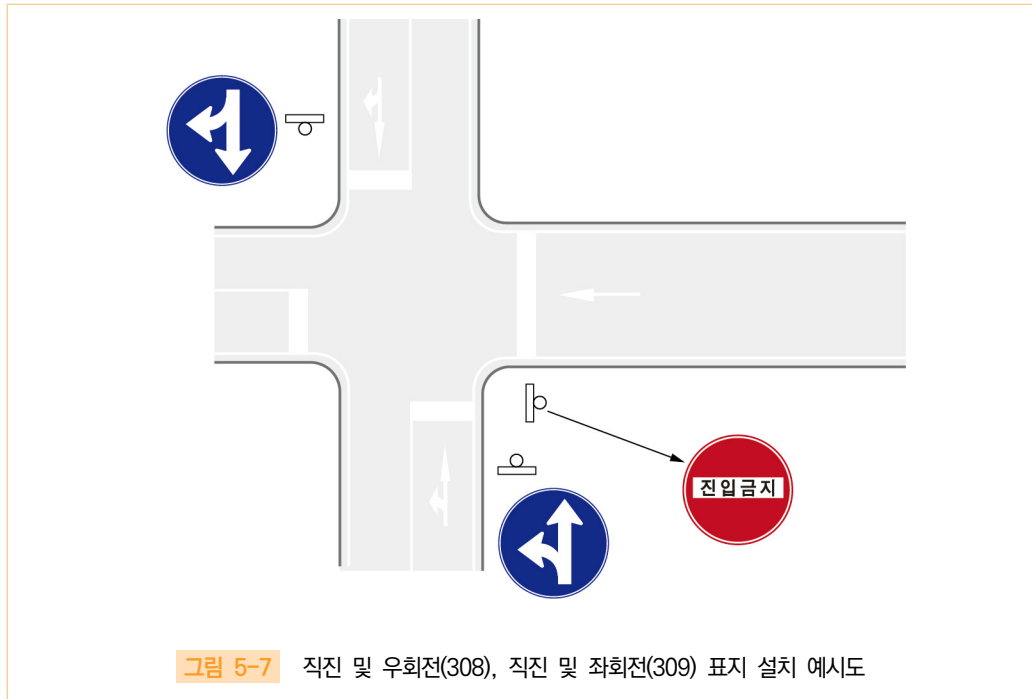 진입금지
그림 5-7 직진 및 우회전(308), 직진 및 좌회전(309) 표지 설치 예시도